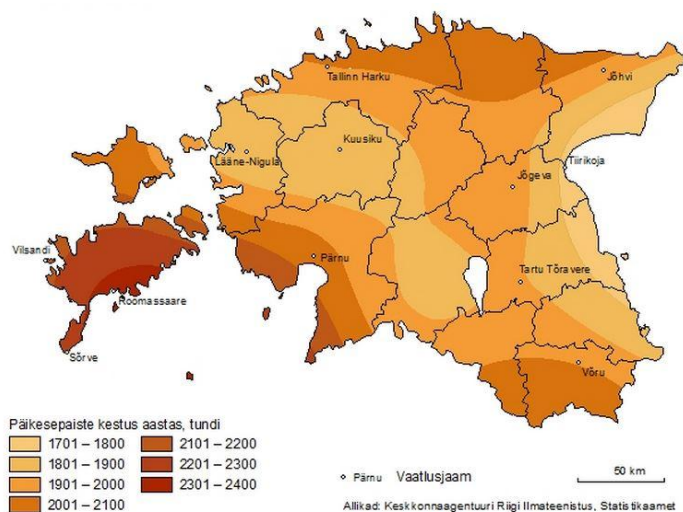 Tallinn Harku
Jõhvi
Kuusiku
Lääne-Nigula
Tiirikoja
Jõgeva
Vilsandi
Pärnu
Tartu Tõravere
Roomassaare
Sõrve
Võru
Päikesepaiste kestus aastas, tundi
1701 – 1800
2101 – 2200
1801 – 1900
2201 – 2300
1901 – 2000
2301 – 2400
2001 – 2100
Pärnu Vaatlusjaam
50 km
Allikad: Keskkonnaagentuuri Riigi Ilmateenistus, Statistikaamet